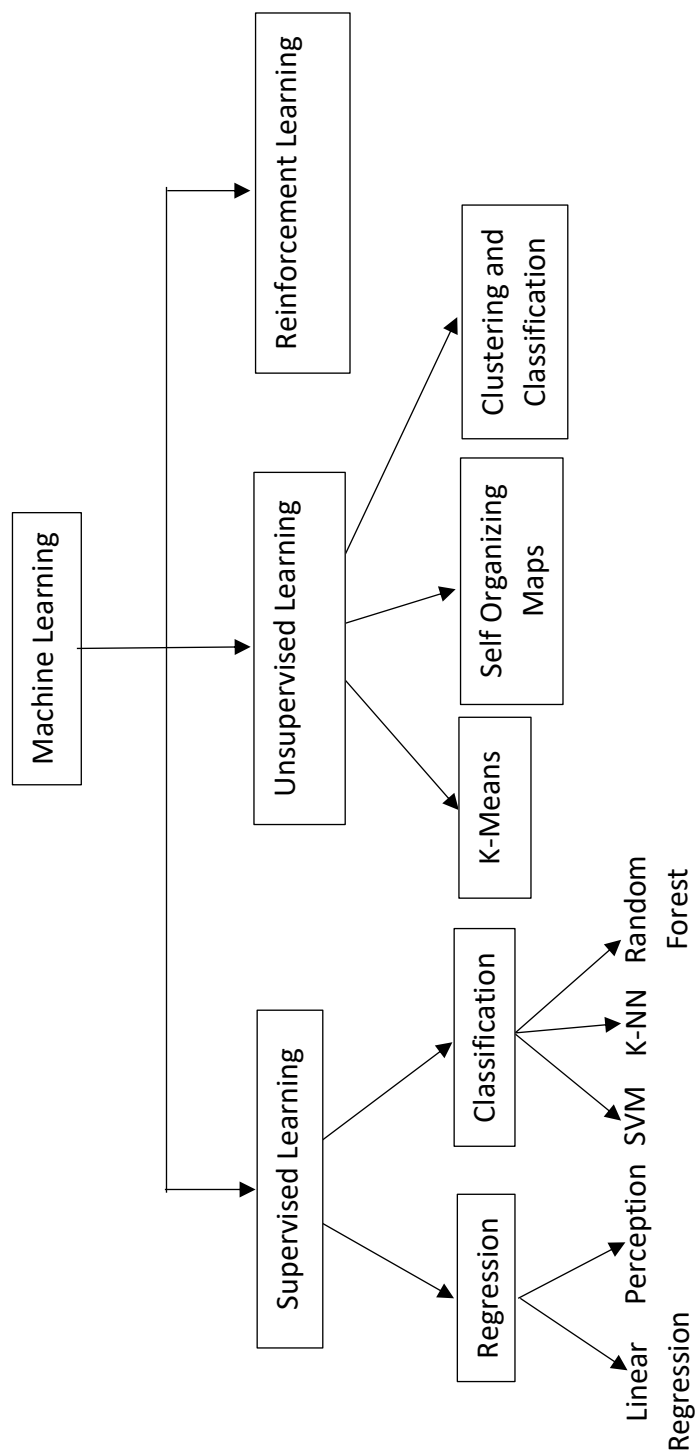 Machine Learning
Supervised Learning
Unsupervised Learning
Reinforcement Learning
Regression
Classification
K-Means
Self Organizing
Maps
Clustering and
Classification
Linear
Regression
Perception
SVM
K-NN
Random
Forest